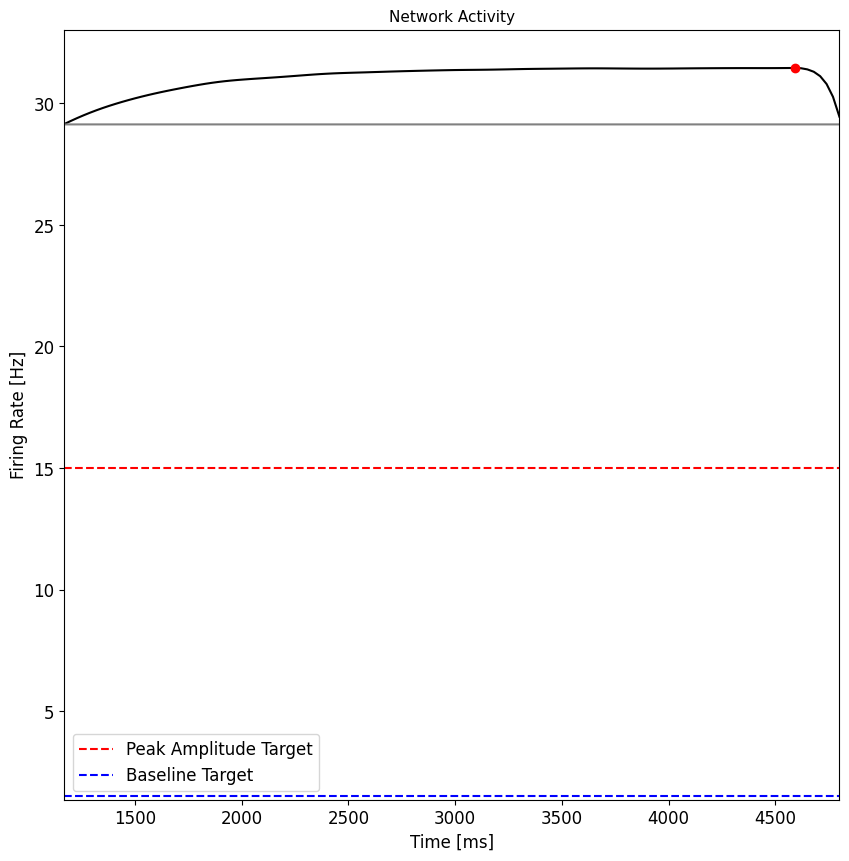 Network Activity
Firing Rate [Hz]
30
25
20
15
10
5
Peak Amplitude Target
Baseline Target
1500 2000 2500 3000 3500 4000 4500
Time [ms]